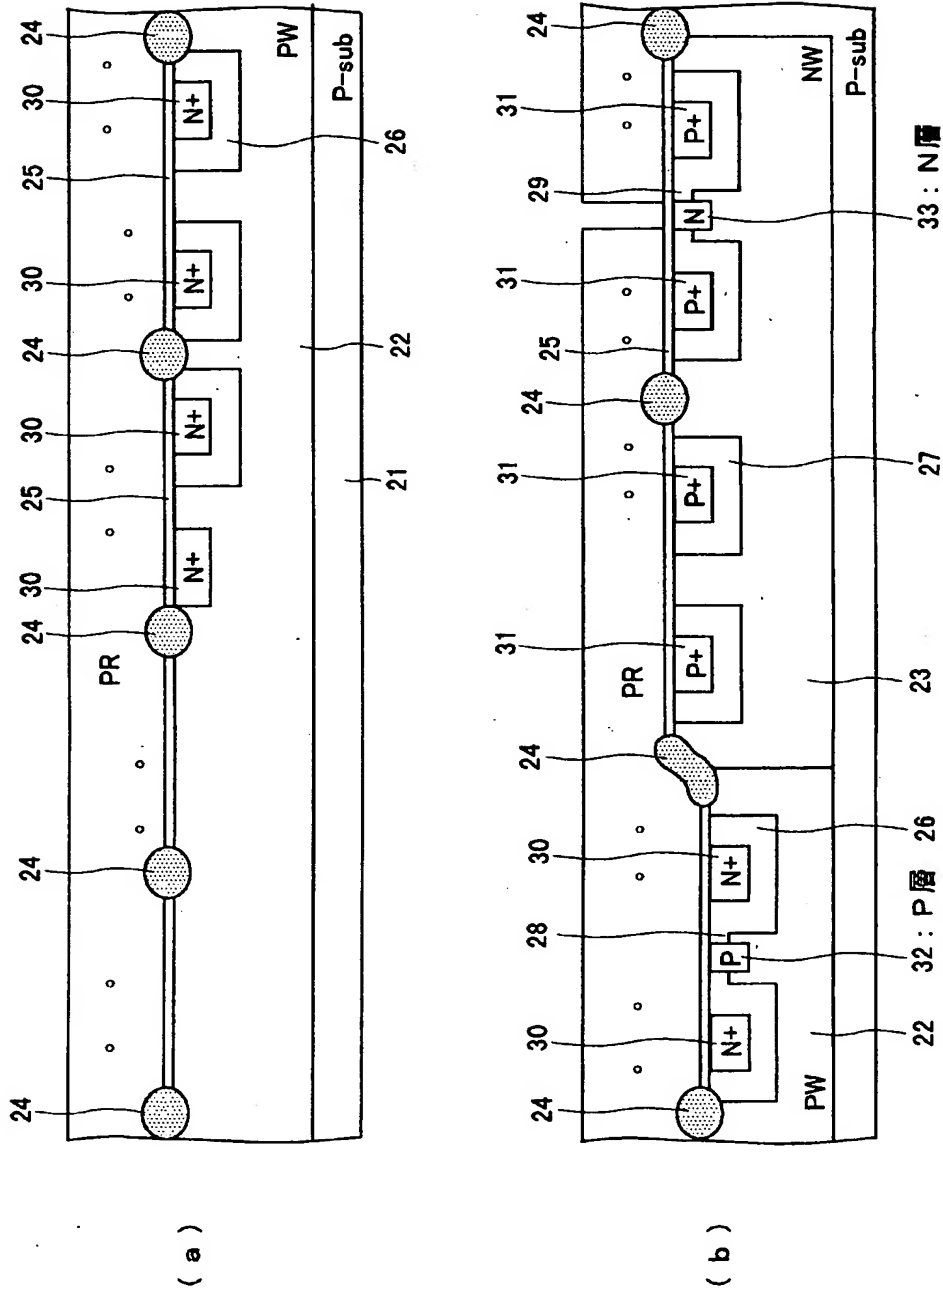 24 24 24 30 25 30 24 30 25 30 24
PR
(a)
N+ N+ N+ N+
PW
P-sub
21 22 26
24 30 28 30 24 31 31 24 25 31 29 31 24
PR
P+ P+ P+ N P+
(b)
N+ P N+
PW NW
P-sub
22 32:P層 26 23 27 33:N層